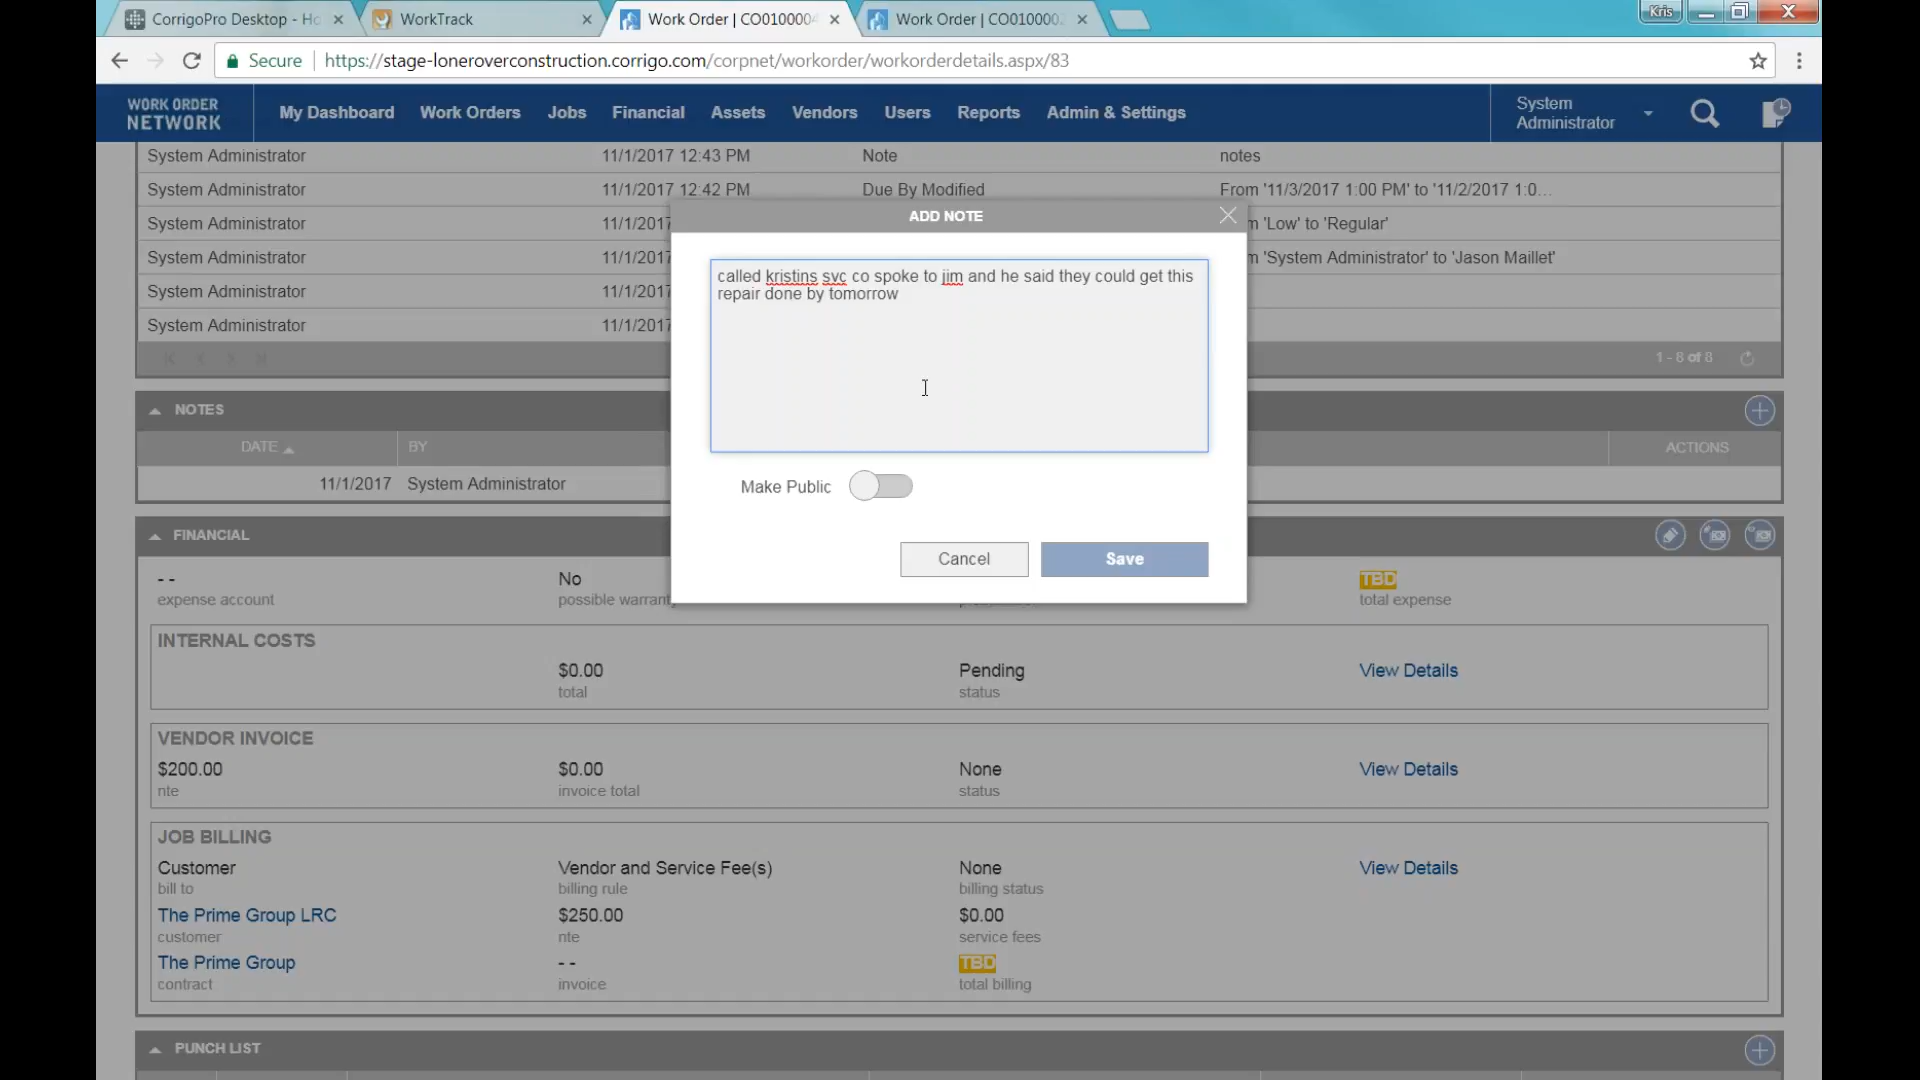 CorrigoPro Desktop - Ho
WorkTrack
Work Order | CO0100004
Work Order | CO0100002
Kris
Secure
https://stage-loneroverconstruction.corrigo.com/corpnet/workorder/workorderdetails.aspx/83
WORK ORDER
NETWORK
My Dashboard Work Orders Jobs Financial Assets Vendors Users Reports Admin & Settings
System
Administrator
System Administrator 11/1/2017 12:43 PM Note notes
System Administrator 11/1/2017 12:42 PM Due By Modified From '11/3/2017 1:00 PM' to '11/2/2017 1:0...
System Administrator 11/1/2017 'Low' to 'Regular'
System Administrator 11/1/2017 'System Administrator' to 'Jason Maillet'
System Administrator 11/1/2017
System Administrator 11/1/2017
1 - 8 of 8
ADD NOTE
called kristins svc co spoke to jim and he said they could get this
repair done by tomorrow
Make Public
Cancel Save
NOTES
DATE BY ACTIONS
11/1/2017 System Administrator
FINANCIAL
- - No TBD
expense account possible warranty total expense
INTERNAL COSTS
$0.00 Pending View Details
total status
VENDOR INVOICE
$200.00 $0.00 None View Details
nte invoice total status
JOB BILLING
Customer Vendor and Service Fee(s) None View Details
bill to billing rule billing status
The Prime Group LRC $250.00 $0.00
customer nte service fees
The Prime Group - - TBD
contract invoice total billing
PUNCH LIST